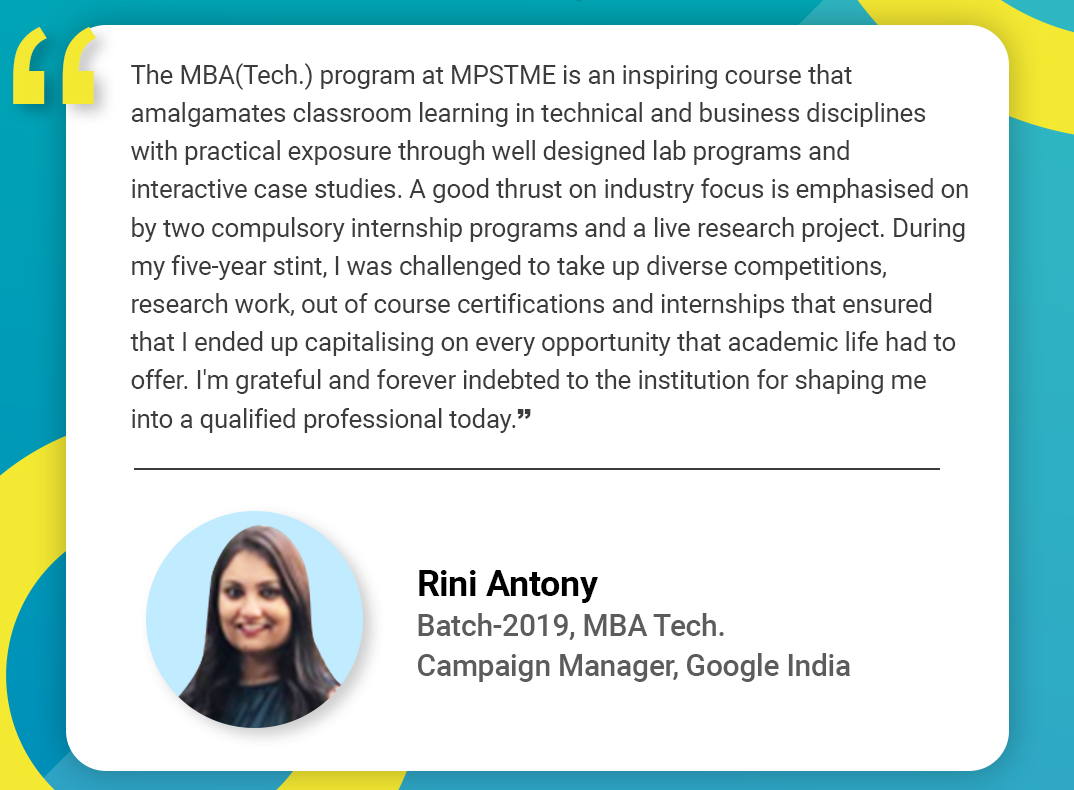 “
The MBA(Tech.) program at MPSTME is an inspiring course that
amalgamates classroom learning in technical and business disciplines
with practical exposure through well designed lab programs and
interactive case studies. A good thrust on industry focus is emphasised on
by two compulsory internship programs and a live research project. During
my five-year stint, I was challenged to take up diverse competitions,
research work, out of course certifications and internships that ensured
that I ended up capitalising on every opportunity that academic life had to
offer. I'm grateful and forever indebted to the institution for shaping me
into a qualified professional today.”
Rini Antony
Batch-2019, MBA Tech.
Campaign Manager, Google India